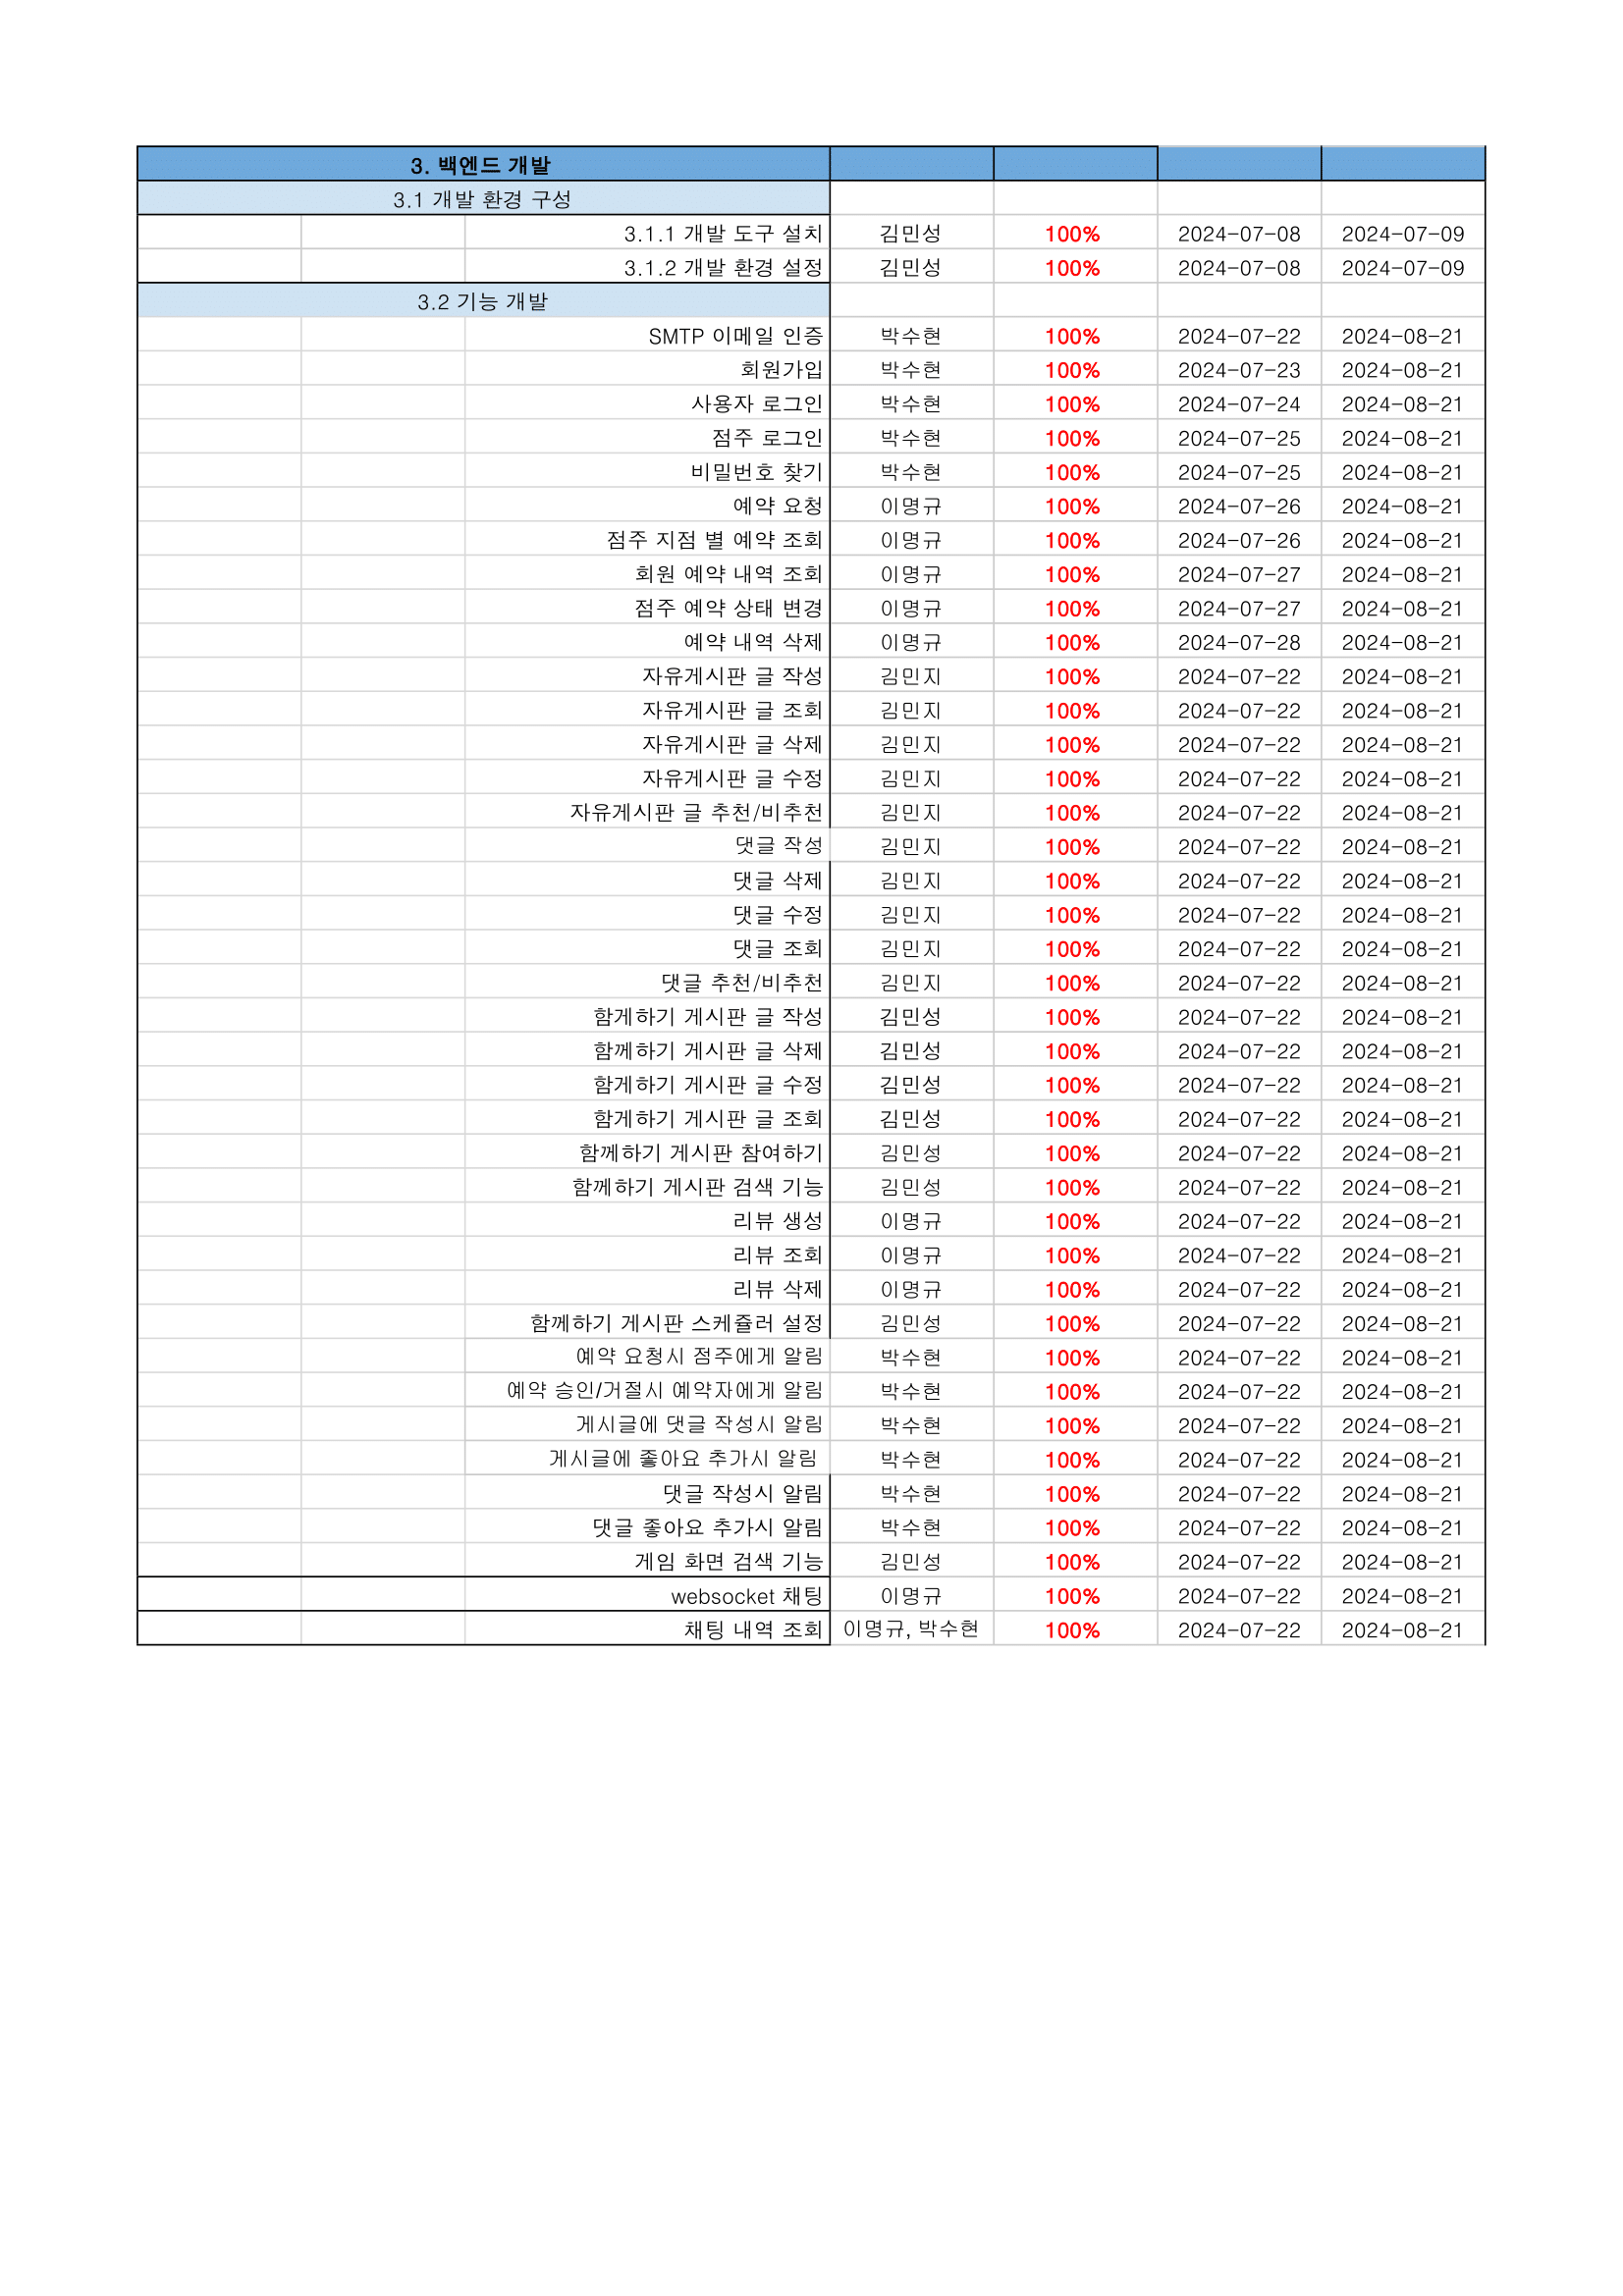 3. 백엔드 개발
3.1 개발 환경 구성
3.1.1 개발 도구 설치 김민성 100% 2024-07-08 2024-07-09
3.1.2 개발 환경 설정 김민성 100% 2024-07-08 2024-07-09
3.2 기능 개발
SMTP 이메일 인증 박수현 100% 2024-07-22 2024-08-21
회원가입 박수현 100% 2024-07-23 2024-08-21
사용자 로그인 박수현 100% 2024-07-24 2024-08-21
점주 로그인 박수현 100% 2024-07-25 2024-08-21
비밀번호 찾기 박수현 100% 2024-07-25 2024-08-21
예약 요청 이명규 100% 2024-07-26 2024-08-21
점주 지점 별 예약 조회 이명규 100% 2024-07-26 2024-08-21
회원 예약 내역 조회 이명규 100% 2024-07-27 2024-08-21
점주 예약 상태 변경 이명규 100% 2024-07-27 2024-08-21
예약 내역 삭제 이명규 100% 2024-07-28 2024-08-21
자유게시판 글 작성 김민지 100% 2024-07-22 2024-08-21
자유게시판 글 조회 김민지 100% 2024-07-22 2024-08-21
자유게시판 글 삭제 김민지 100% 2024-07-22 2024-08-21
자유게시판 글 수정 김민지 100% 2024-07-22 2024-08-21
자유게시판 글 추천/비추천 김민지 100% 2024-07-22 2024-08-21
댓글 작성 김민지 100% 2024-07-22 2024-08-21
댓글 삭제 김민지 100% 2024-07-22 2024-08-21
댓글 수정 김민지 100% 2024-07-22 2024-08-21
댓글 조회 김민지 100% 2024-07-22 2024-08-21
댓글 추천/비추천 김민지 100% 2024-07-22 2024-08-21
함게하기 게시판 글 작성 김민성 100% 2024-07-22 2024-08-21
함께하기 게시판 글 삭제 김민성 100% 2024-07-22 2024-08-21
함게하기 게시판 글 수정 김민성 100% 2024-07-22 2024-08-21
함게하기 게시판 글 조회 김민성 100% 2024-07-22 2024-08-21
함께하기 게시판 참여하기 김민성 100% 2024-07-22 2024-08-21
함께하기 게시판 검색 기능 김민성 100% 2024-07-22 2024-08-21
리뷰 생성 이명규 100% 2024-07-22 2024-08-21
리뷰 조회 이명규 100% 2024-07-22 2024-08-21
리뷰 삭제 이명규 100% 2024-07-22 2024-08-21
함께하기 게시판 스케쥴러 설정 김민성 100% 2024-07-22 2024-08-21
예약 요청시 점주에게 알림 박수현 100% 2024-07-22 2024-08-21
예약 승인/거절시 예약자에게 알림 박수현 100% 2024-07-22 2024-08-21
게시글에 댓글 작성시 알림 박수현 100% 2024-07-22 2024-08-21
게시글에 좋아요 추가시 알림 박수현 100% 2024-07-22 2024-08-21
댓글 작성시 알림 박수현 100% 2024-07-22 2024-08-21
댓글 좋아요 추가시 알림 박수현 100% 2024-07-22 2024-08-21
게임 화면 검색 기능 김민성 100% 2024-07-22 2024-08-21
websocket 채팅 이명규 100% 2024-07-22 2024-08-21
채팅 내역 조회 이명규, 박수현 100% 2024-07-22 2024-08-21